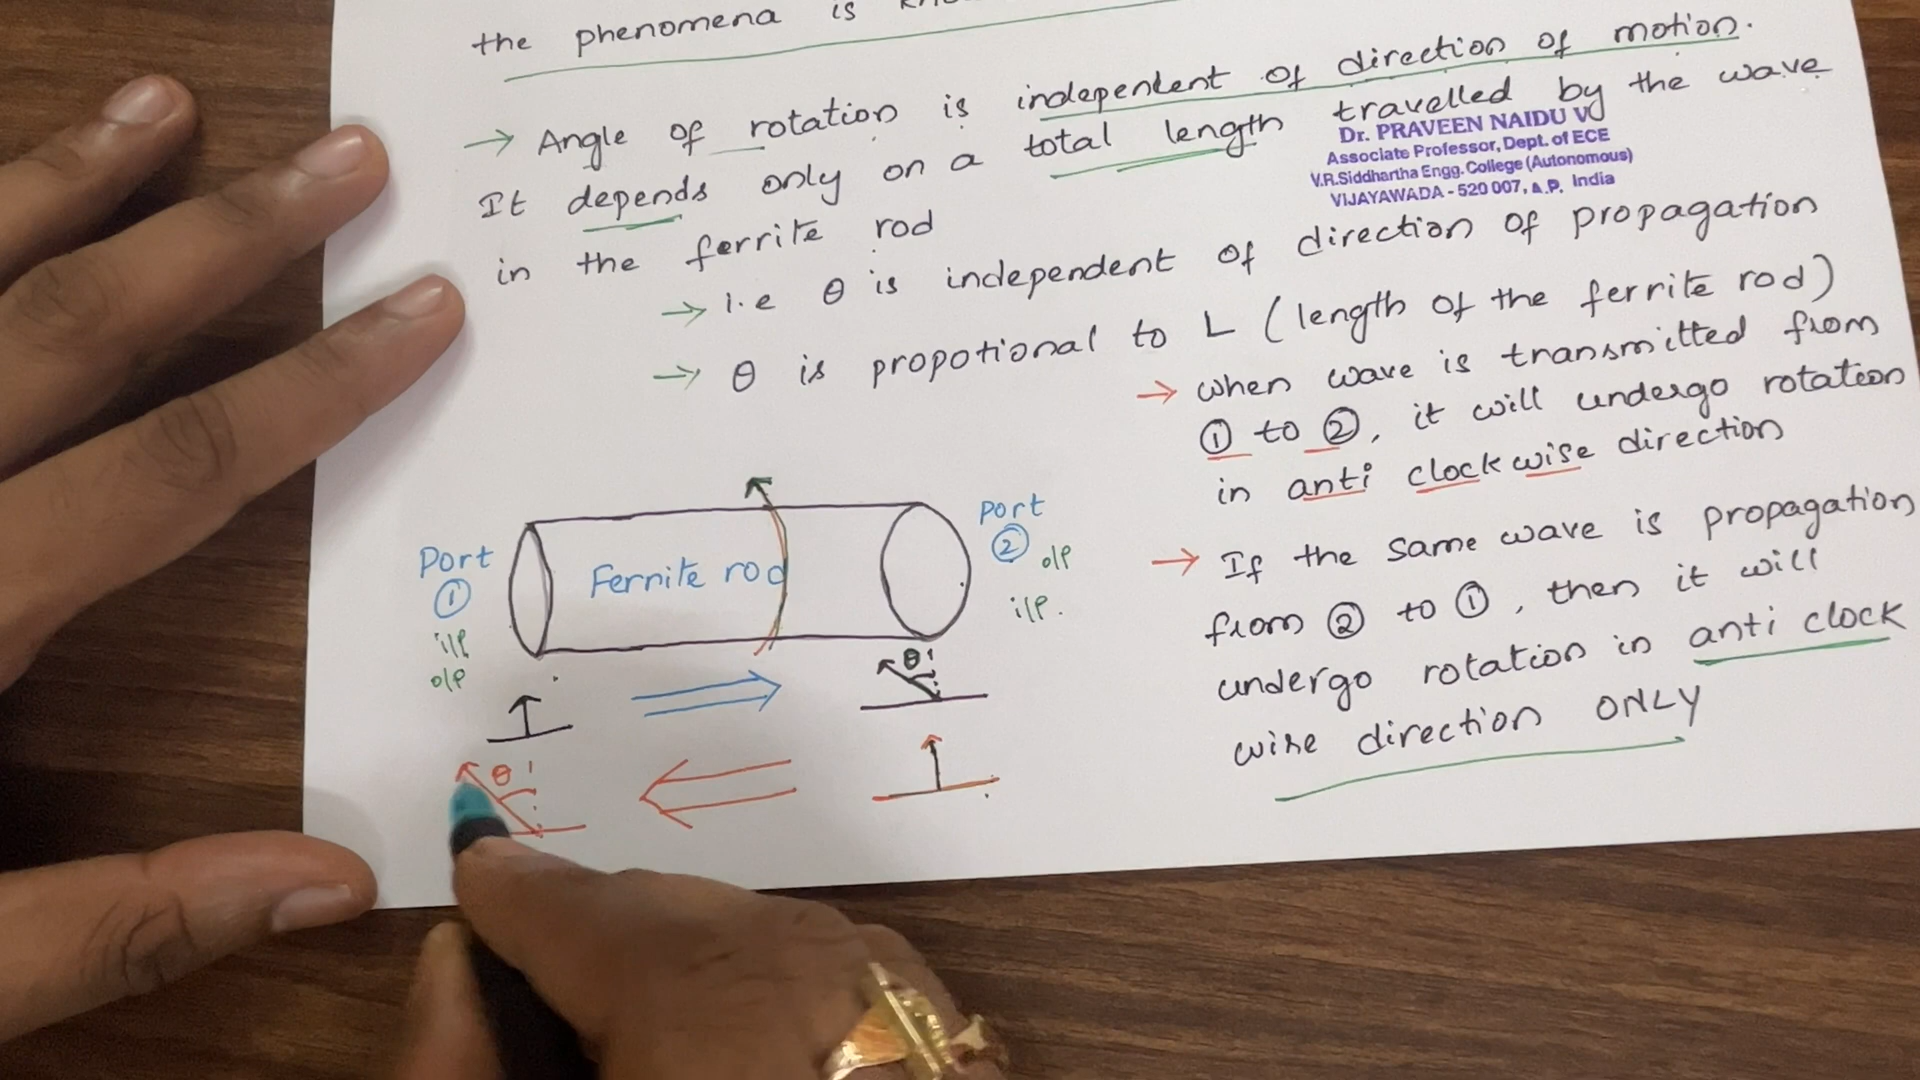 the phenomena is
→ Angle of rotation is independent of direction of motion.
It depends only on a total length travelled by the wave
in the ferrite rod
Dr. PRAVEEN NAIDU V
Associate Professor, Dept. of ECE
V.R.Siddhartha Engg. College (Autonomous)
VIJAYAWADA - 520 007, A.P. India
→ i.e θ is independent of direction of propagation
→ θ is propotional to L (length of the ferrite rod)
→ when wave is transmitted from
① to ②, it will undergo rotation
in anti clockwise direction
→ If the same wave is propagation
from ② to ①, then it will
undergo rotation in anti clock
wise direction ONLY
Port
①
i/p
o/p
Ferrite rod
Port
②
o/p
i/p.
θ
θ